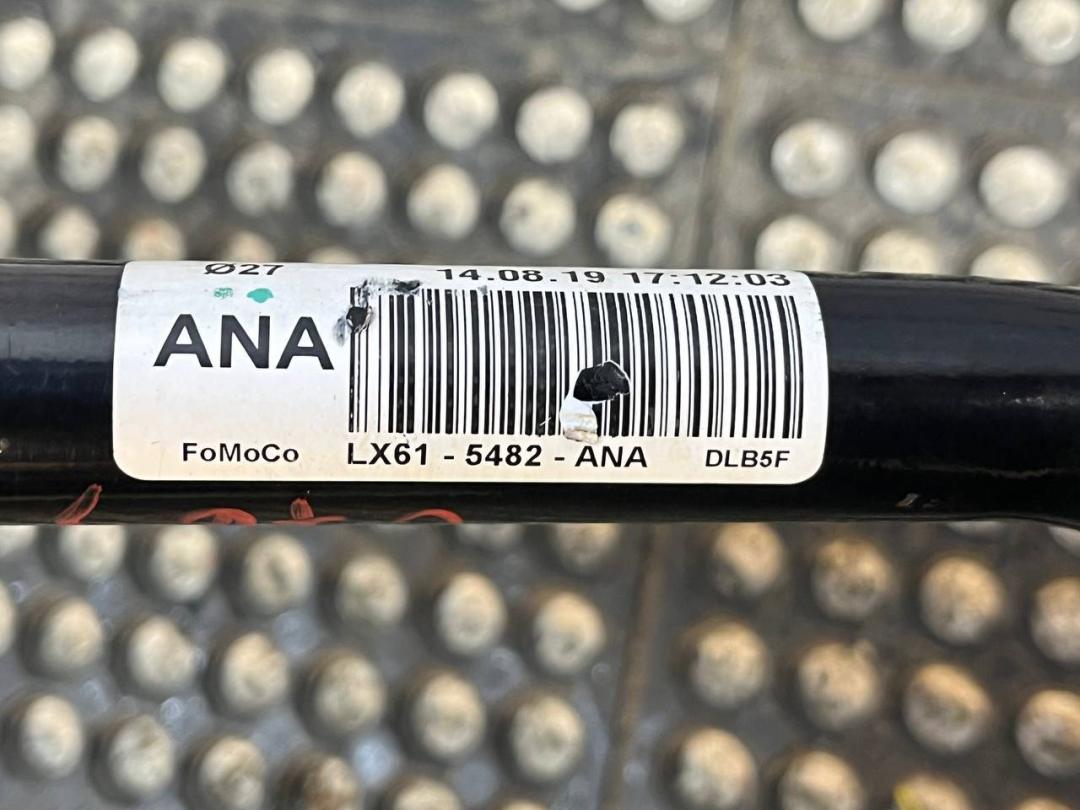 Ø27 14.08.19 17:12:03
ANA
FoMoCo LX61 - 5482 - ANA DLB5F